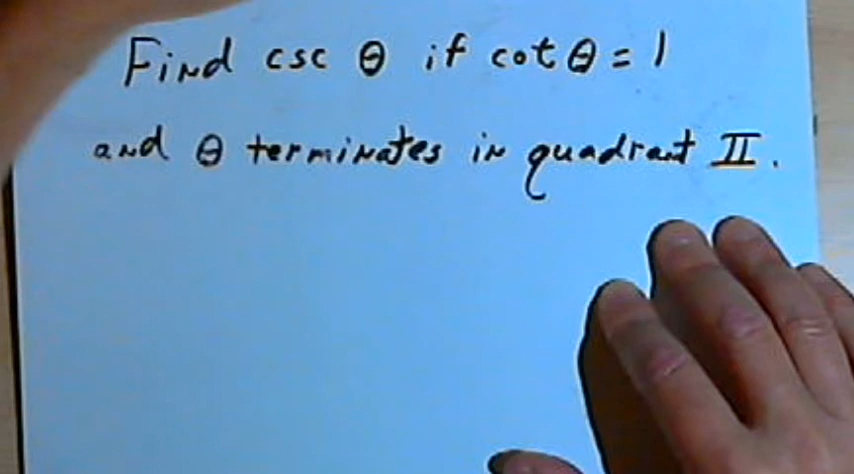 Find csc θ if cot θ = 1
and θ terminates in quadrant II.